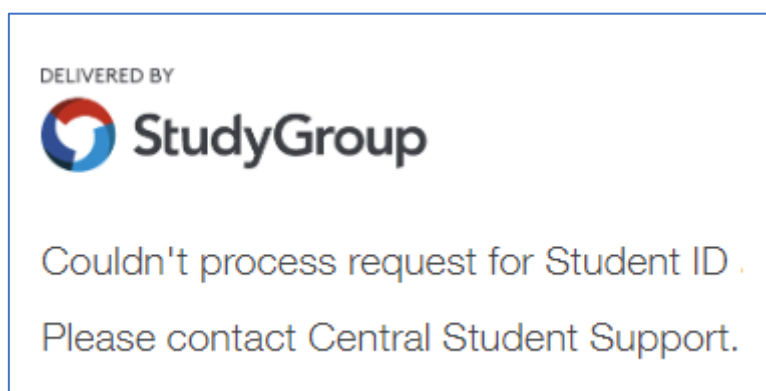 DELIVERED BY
StudyGroup
Couldn't process request for Student ID .
Please contact Central Student Support.